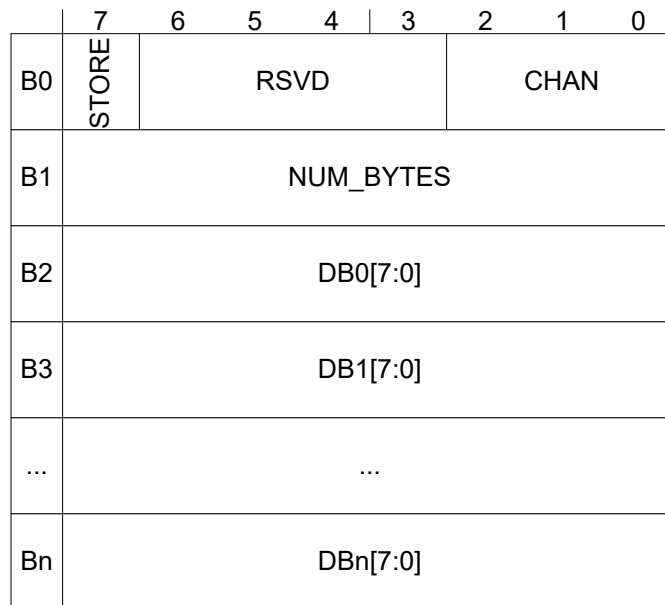 7 6 5 4 3 2 1 0
B0 STORE RSVD CHAN
B1 NUM_BYTES
B2 DB0[7:0]
B3 DB1[7:0]
... ...
Bn DBn[7:0]